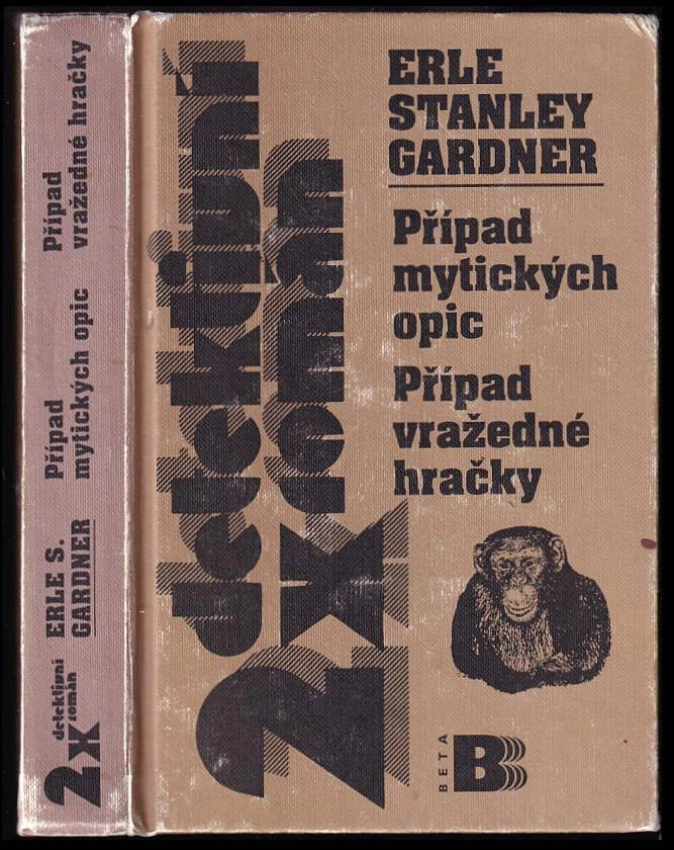 Případ
vražedné hračky
Případ
mytických opic
ERLE S.
GARDNER
detektivní
román
2x
detektivní
román
2x
ERLE
STANLEY
GARDNER
Případ
mytických
opic
Případ
vražedné
hračky
BETA
B